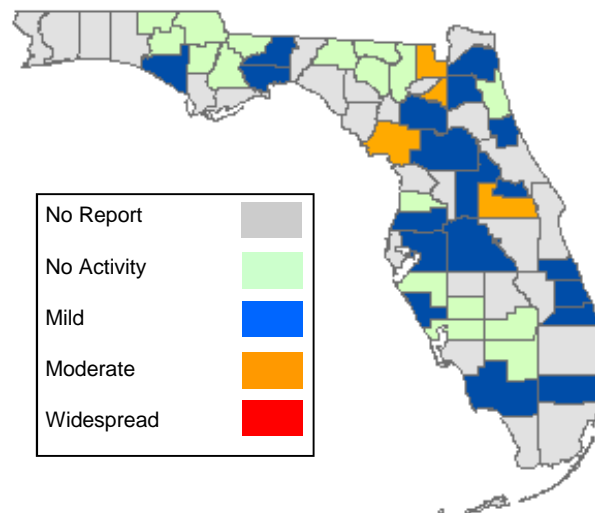 No Report
No Activity
Mild
Moderate
Widespread